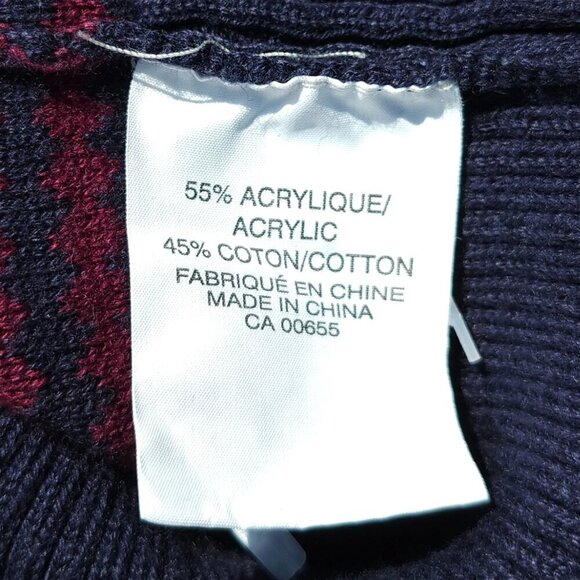 55% ACRYLIQUE/
ACRYLIC
45% COTON/COTTON
FABRIQUÉ EN CHINE
MADE IN CHINA
CA 00655